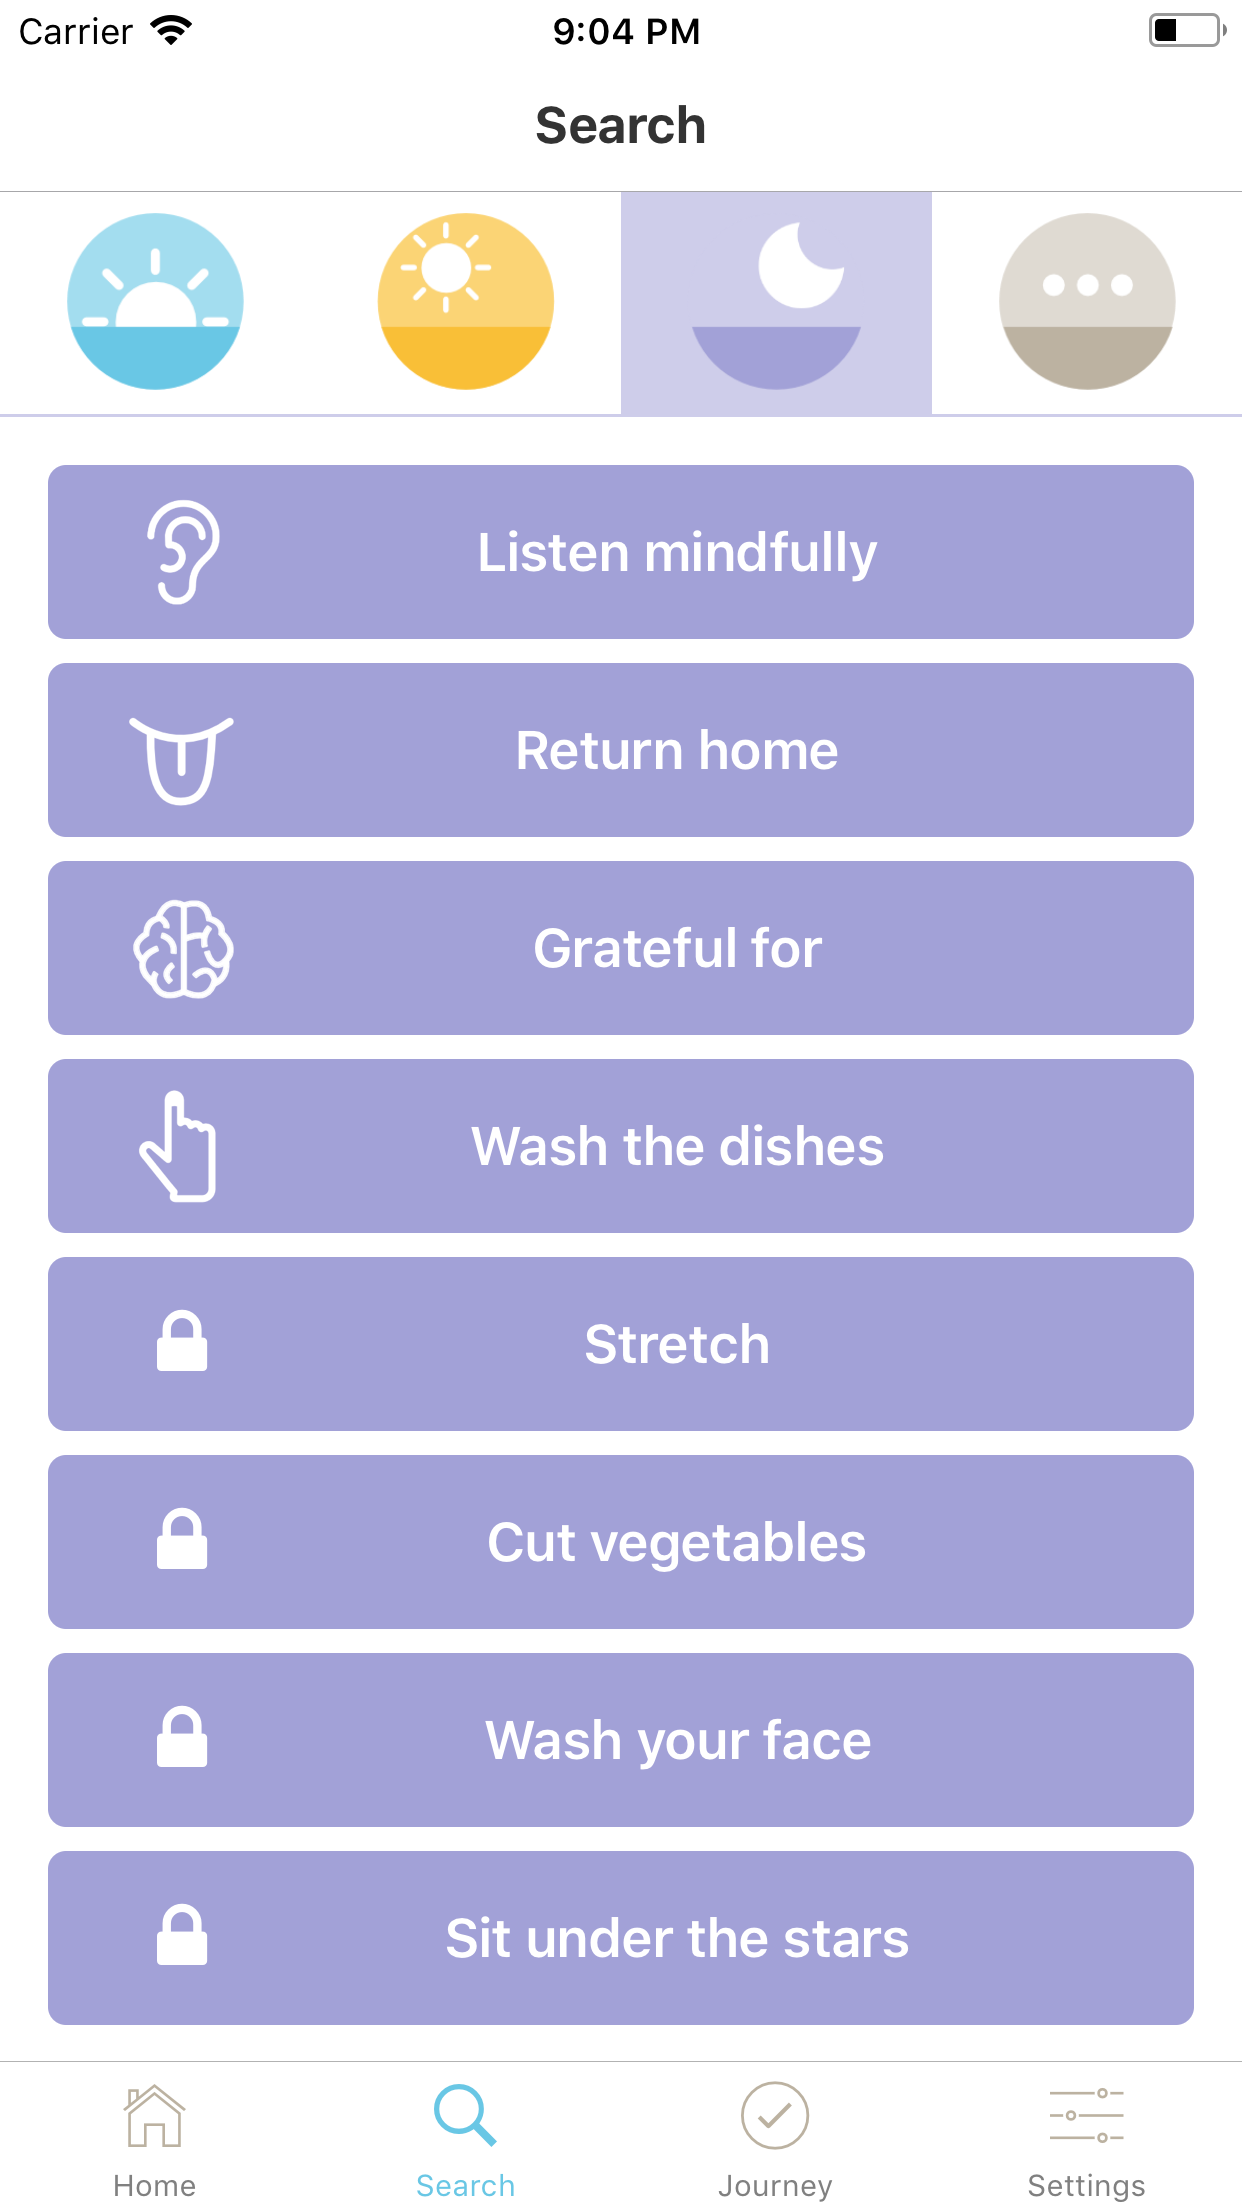 Carrier 9:04 PM
Search
Listen mindfully
Return home
Grateful for
Wash the dishes
Stretch
Cut vegetables
Wash your face
Sit under the stars
Home Search Journey Settings